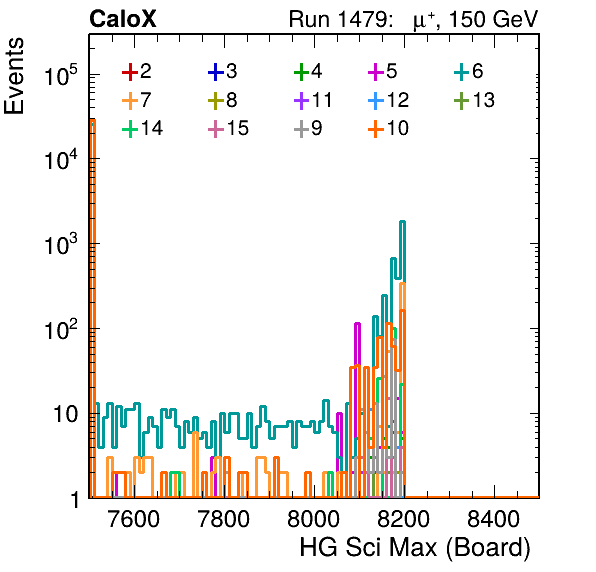 CaloX Run 1479: μ⁺, 150 GeV
Events
2 3 4 5 6
7 8 11 12 13
14 15 9 10
10⁵
10⁴
10³
10²
10
1
7600 7800 8000 8200 8400
HG Sci Max (Board)